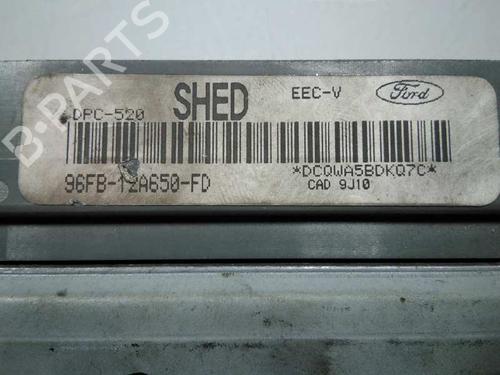 DPC-520 SHED EEC-V Ford
96FB-12A650-FD *DCQWA5BDKQ7C*
CAD 9J10
B-PARTS